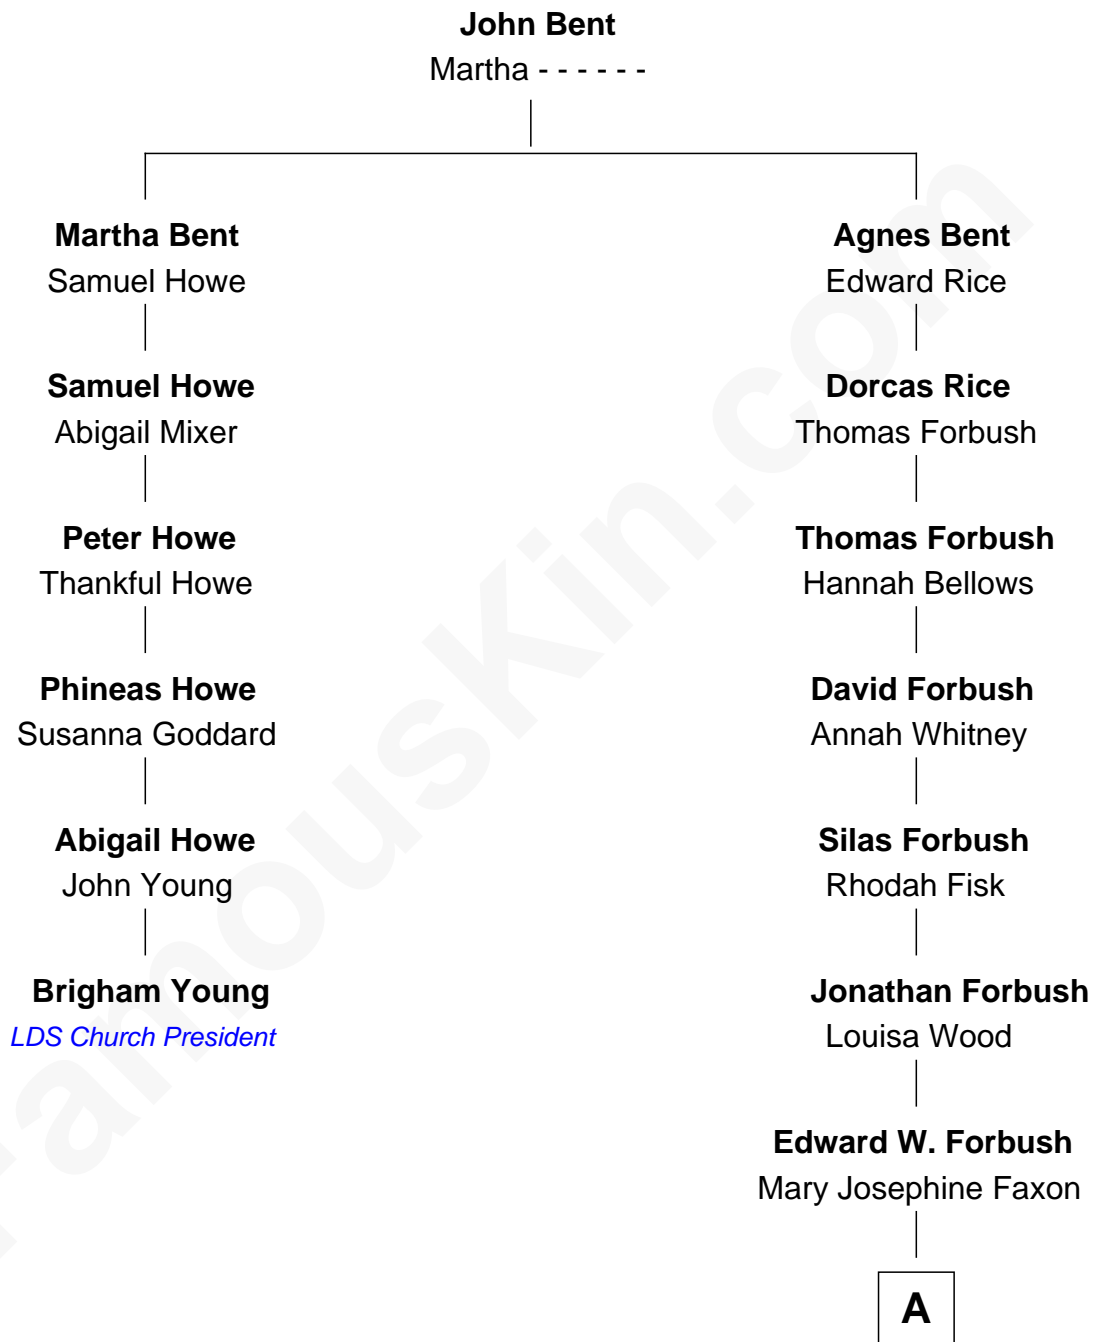 John Bent
Martha - - - - - -
Martha Bent
Samuel Howe
Agnes Bent
Edward Rice
Samuel Howe
Abigail Mixer
Dorcas Rice
Thomas Forbush
Peter Howe
Thankful Howe
Thomas Forbush
Hannah Bellows
Phineas Howe
Susanna Goddard
David Forbush
Annah Whitney
Abigail Howe
John Young
Silas Forbush
Rhodah Fisk
Brigham Young
LDS Church President
Jonathan Forbush
Louisa Wood
Edward W. Forbush
Mary Josephine Faxon
A
FamousKin.com